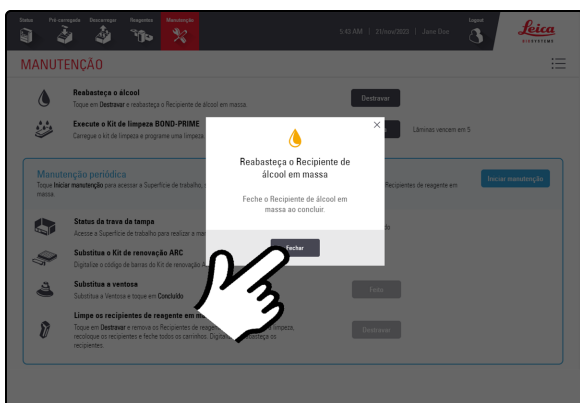 Status Pré-carregada Descarregar Reagentes Manutenção
5:43 AM | 21/nov/2023 | Jane Doe
Logout
Leica
BIOSYSTEMS
MANUTENÇÃO
Reabasteça o álcool
Toque em Destravar e reabasteça o Recipiente de álcool em massa.
Destravar
Execute o Kit de limpeza BOND-PRIME
Carregue o kit de limpeza e programe uma limpeza.
Lâminas vencem em 5
Reabasteça o Recipiente de
álcool em massa
Feche o Recipiente de álcool em
massa ao concluir.
Fechar
Manutenção periódica
Toque Iniciar manutenção para acessar a Superfície de trabalho,
Recipientes de reagente em
massa.
Iniciar manutenção
Status da trava da tampa
Acesse a Superfície de trabalho para realizar a
Substitua o Kit de renovação ARC
Digitalize o código de barras do Kit de renovação
Substitua a ventosa
Substitua a Ventosa e toque em Concluído
Feito
Limpe os recipientes de reagente em
Toque em Destravar e remova os Recipientes de
limpeza,
recoloque os recipientes e feche todos os carrinhos.
recipientes.
Destravar